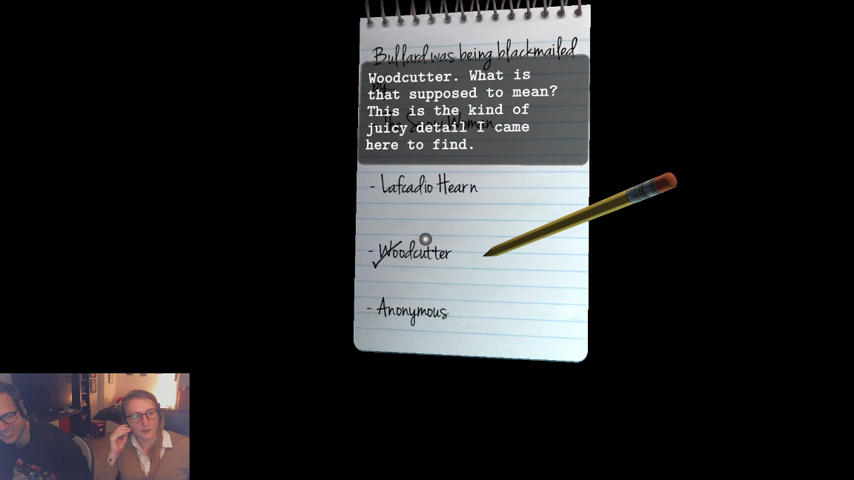 Bullard was being blackmailed
Woodcutter. What is
that supposed to mean?
This is the kind of
juicy detail I came
here to find.
- Lafcadio Hearn
- Woodcutter
- Anonymous